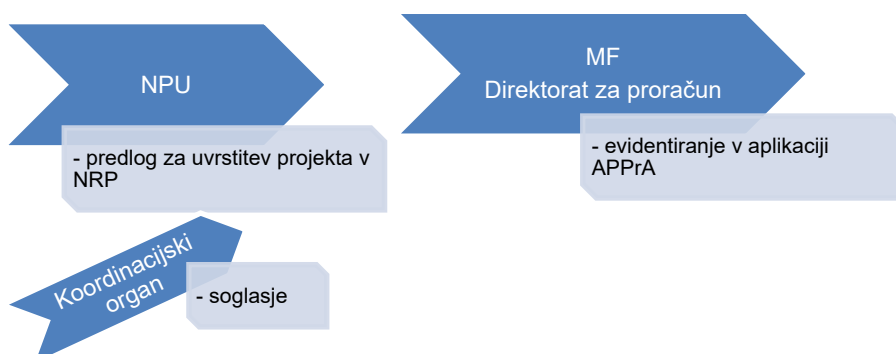 NPU
- predlog za uvrstitev projekta v
NRP
MF
Direktorat za proračun
- evidentiranje v aplikaciji
APPrA
Koordinacijski
organ
- soglasje